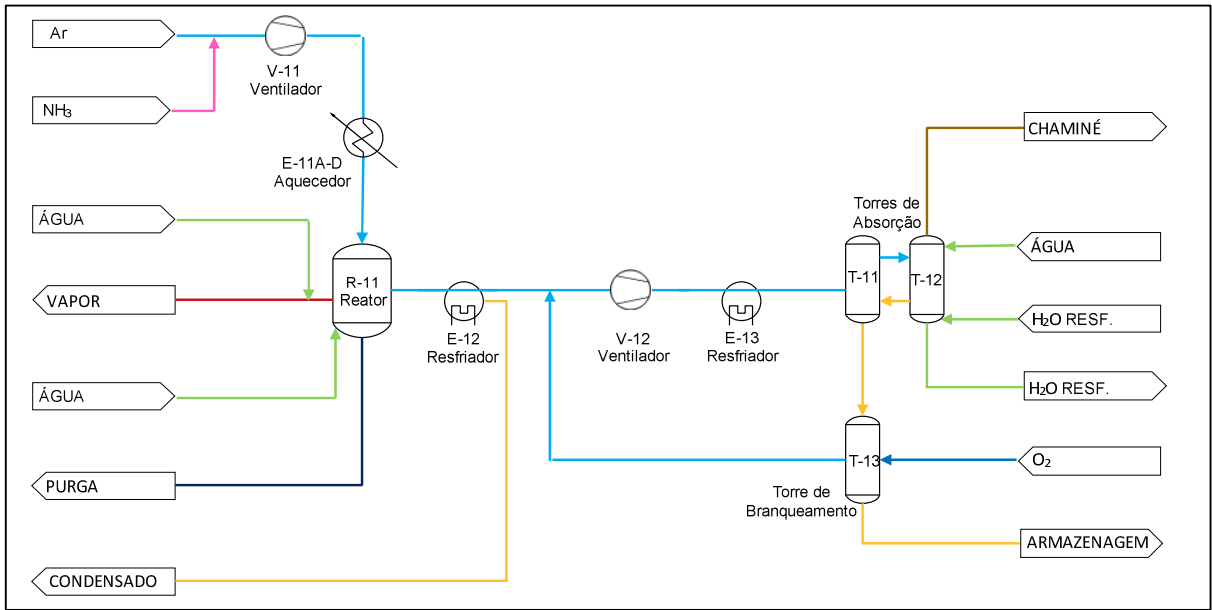 Ar
V-11
Ventilador
NH₃
CHAMINÉ
E-11A-D
Aquecedor
ÁGUA
Torres de
Absorção
ÁGUA
R-11
Reator
T-11
T-12
VAPOR
H₂O RESF.
E-12
Resfriador
V-12
Ventilador
E-13
Resfriador
ÁGUA
H₂O RESF.
T-13
O₂
PURGA
Torre de
Branqueamento
ARMAZENAGEM
CONDENSADO